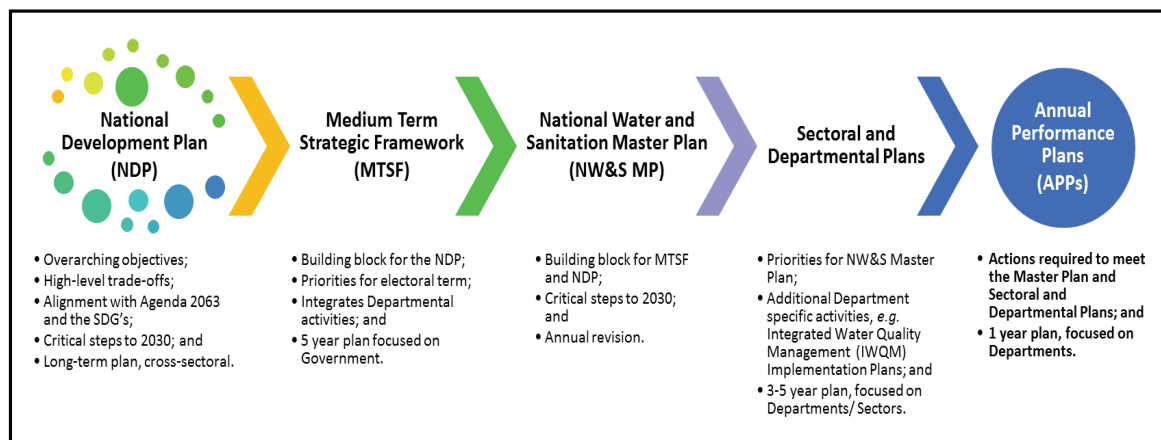 National
Development Plan
(NDP)
• Overarching objectives;
• High-level trade-offs;
• Alignment with Agenda 2063
and the SDG's;
• Critical steps to 2030; and
• Long-term plan, cross-sectoral.
Medium Term
Strategic Framework
(MTSF)
• Building block for the NDP;
• Priorities for electoral term;
• Integrates Departmental
activities; and
• 5 year plan focused on
Government.
National Water and
Sanitation Master Plan
(NW&S MP)
• Building block for MTSF
and NDP;
• Critical steps to 2030;
and
• Annual revision.
Sectoral and
Departmental Plans
• Priorities for NW&S Master
Plan;
• Additional Department
specific activities, e.g.
Integrated Water Quality
Management (IWQM)
Implementation Plans; and
• 3-5 year plan, focused on
Departments/ Sectors.
Annual
Performance
Plans
(APPs)
• Actions required to meet
the Master Plan and
Sectoral and
Departmental Plans; and
• 1 year plan, focused on
Departments.